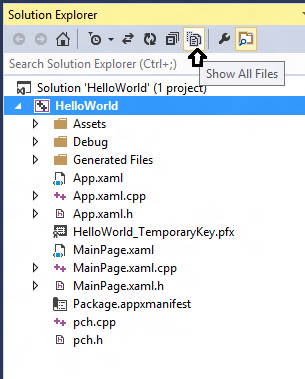 Solution Explorer
Search Solution Explorer (Ctrl+;)
Show All Files
Solution 'HelloWorld' (1 project)
HelloWorld
Assets
Debug
Generated Files
App.xaml
App.xaml.cpp
App.xaml.h
HelloWorld_TemporaryKey.pfx
MainPage.xaml
MainPage.xaml.cpp
MainPage.xaml.h
Package.appxmanifest
pch.cpp
pch.h